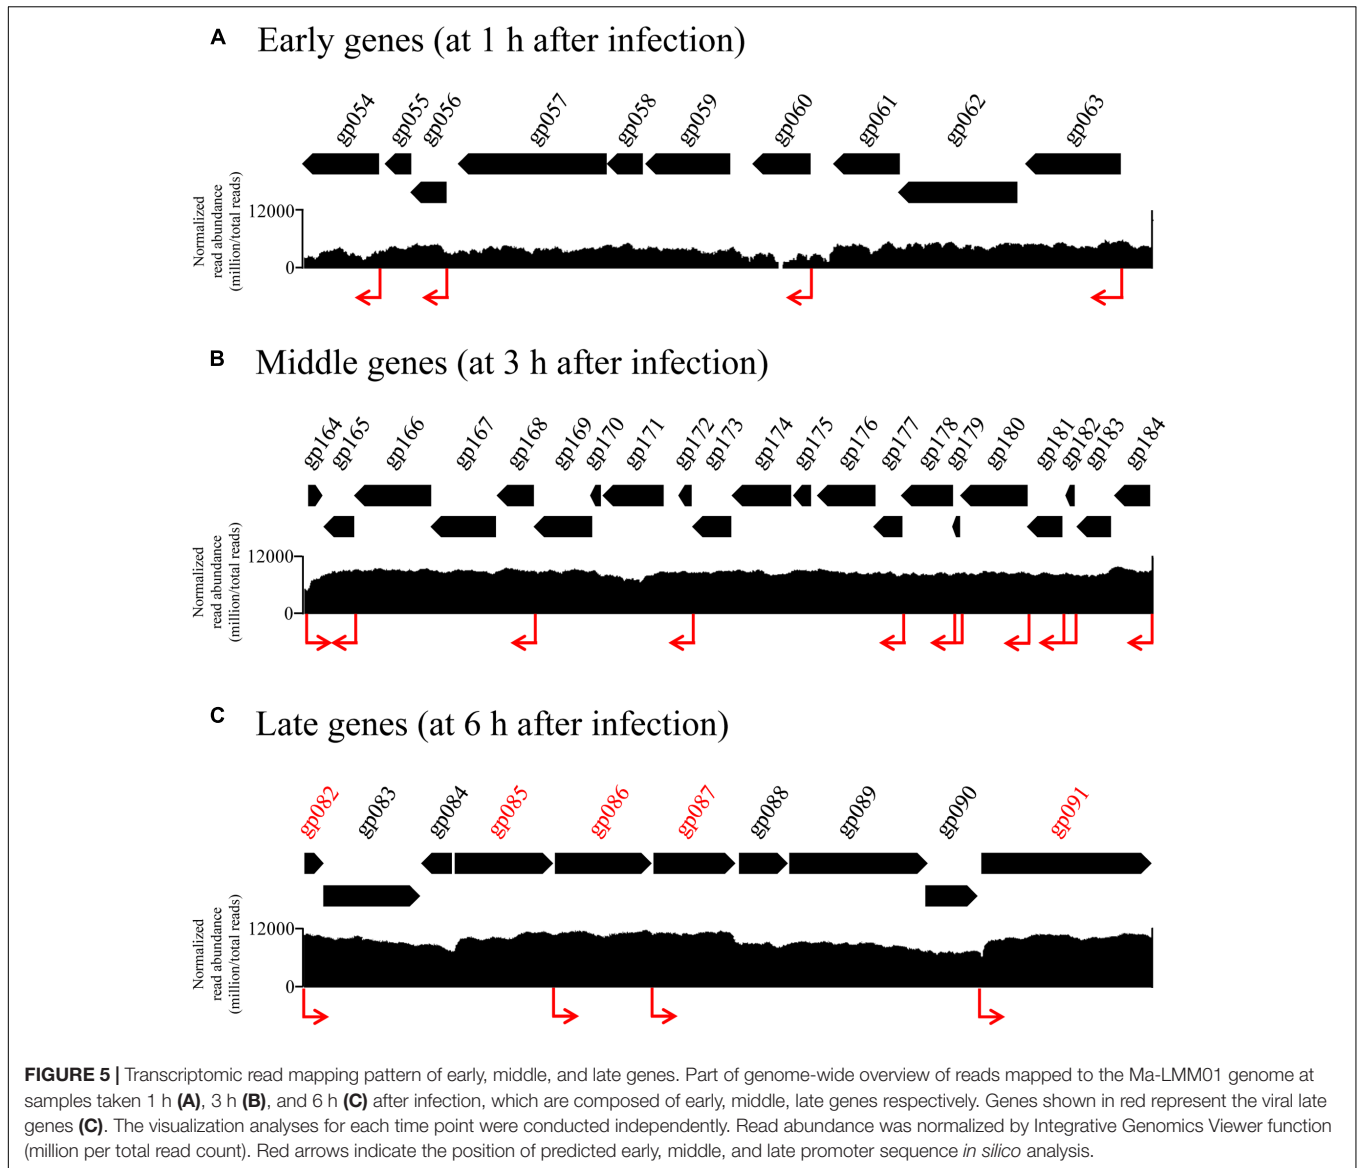 A Early genes (at 1 h after infection)
gp054 gp055 gp056 gp057 gp058 gp059 gp060 gp061 gp062 gp063
Normalized
read abundance
(million/total reads)
12000
0
B Middle genes (at 3 h after infection)
gp164 gp165 gp166 gp167 gp168 gp169 gp170 gp171 gp172 gp173 gp174 gp175 gp176 gp177 gp178 gp179 gp180 gp181 gp182 gp183 gp184
Normalized
read abundance
(million/total reads)
12000
0
C Late genes (at 6 h after infection)
gp082 gp083 gp084 gp085 gp086 gp087 gp088 gp089 gp090 gp091
Normalized
read abundance
(million/total reads)
12000
0
FIGURE 5 | Transcriptomic read mapping pattern of early, middle, and late genes. Part of genome-wide overview of reads mapped to the Ma-LMM01 genome at
samples taken 1 h (A), 3 h (B), and 6 h (C) after infection, which are composed of early, middle, late genes respectively. Genes shown in red represent the viral late
genes (C). The visualization analyses for each time point were conducted independently. Read abundance was normalized by Integrative Genomics Viewer function
(million per total read count). Red arrows indicate the position of predicted early, middle, and late promoter sequence in silico analysis.